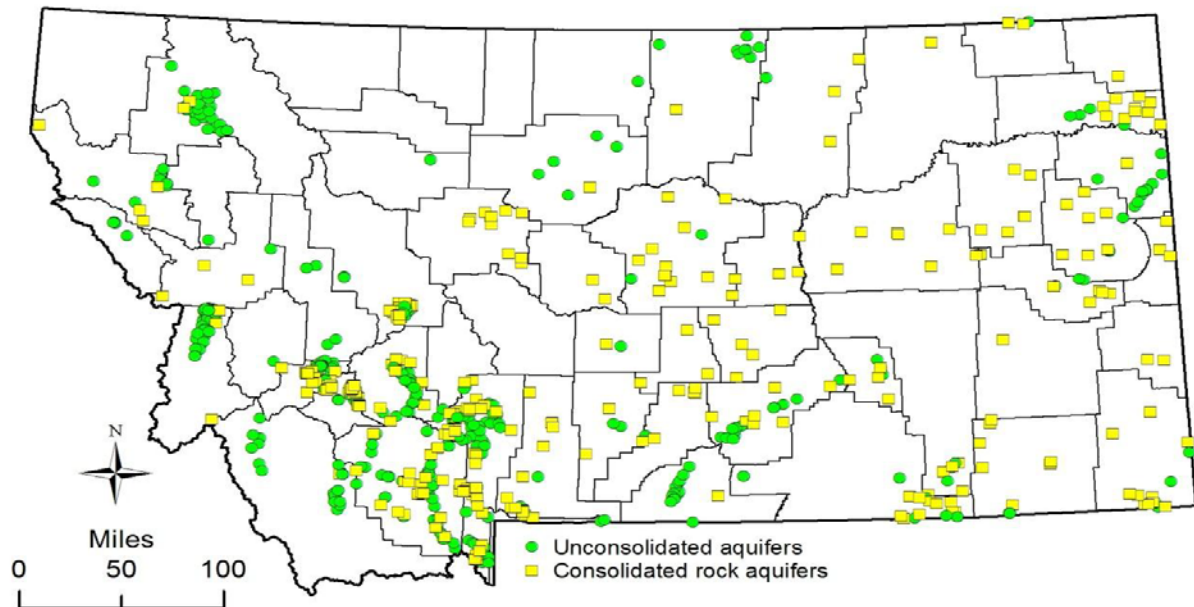 N
Miles
0 50 100
Unconsolidated aquifers
Consolidated rock aquifers